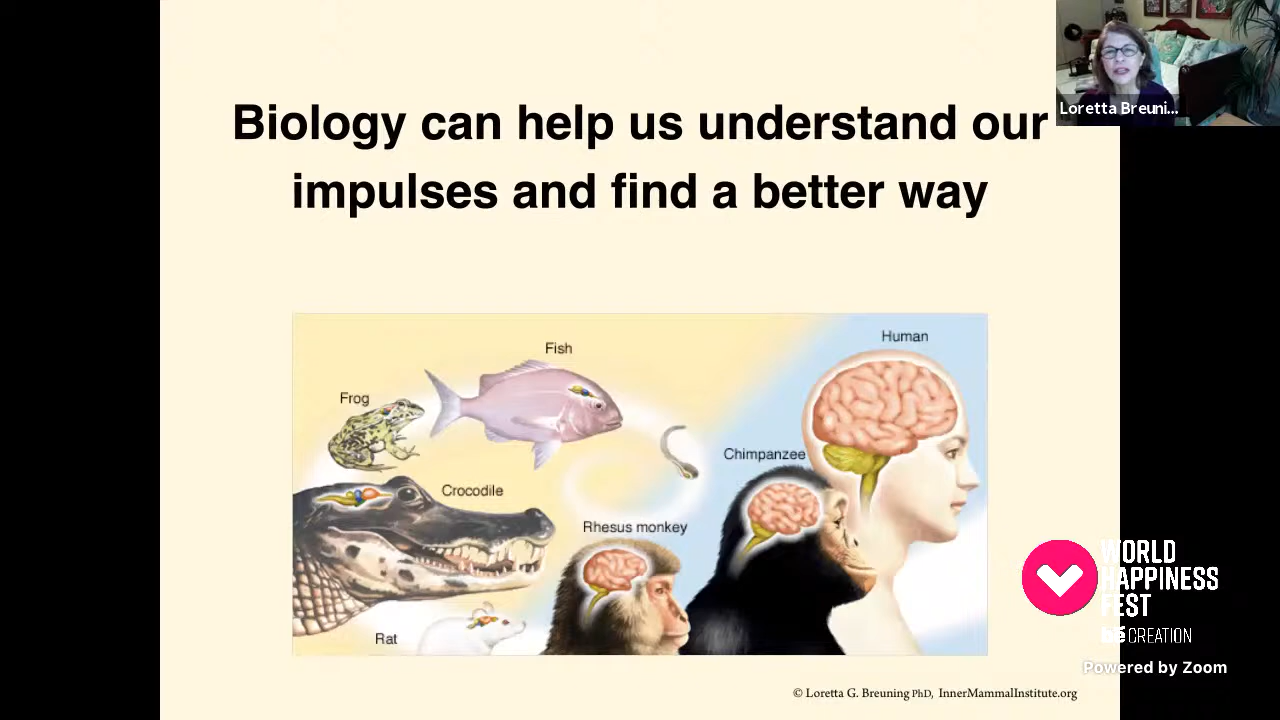 Biology can help us understand our
impulses and find a better way
Loretta Breuni...
Human
Fish
Frog
Chimpanzee
Crocodile
Rhesus monkey
Rat
WORLD
HAPPINESS
FEST
be CREATION
Powered by Zoom
© Loretta G. Breuning PhD, InnerMammalInstitute.org